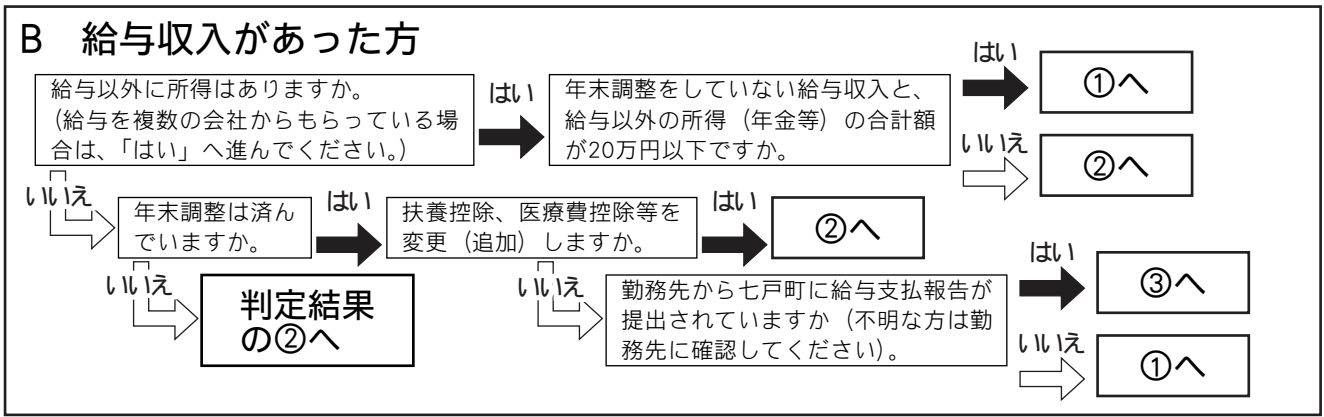 B 給与収入があった方
給与以外に所得はありますか。
(給与を複数の会社からもらっている場
合は、「はい」へ進んでください。)
はい
年末調整をしていない給与収入と、
給与以外の所得(年金等)の合計額
が20万円以下ですか。
はい
①へ
いいえ
②へ
いいえ
年末調整は済ん
でいますか。
はい
扶養控除、医療費控除等を
変更(追加)しますか。
はい
②へ
いいえ
判定結果
の②へ
いいえ
勤務先から七戸町に給与支払報告が
提出されていますか(不明な方は勤
務先に確認してください)。
はい
③へ
いいえ
①へ